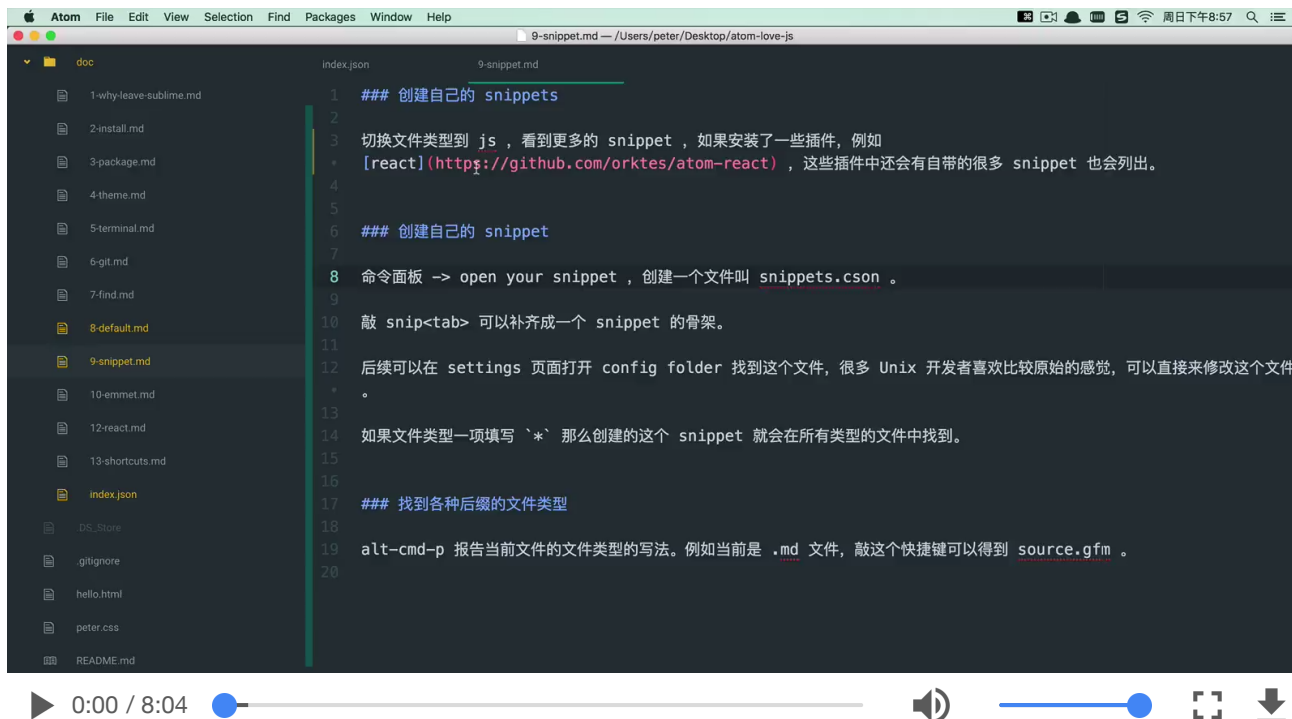 Atom File Edit View Selection Find Packages Window Help 周日下午8:57
9-snippet.md — /Users/peter/Desktop/atom-love-js
doc
1-why-leave-sublime.md
2-install.md
3-package.md
4-theme.md
5-terminal.md
6-git.md
7-find.md
8-default.md
9-snippet.md
10-emmet.md
12-react.md
13-shortcuts.md
index.json
.DS_Store
.gitignore
hello.html
peter.css
README.md
index.json 9-snippet.md
1 ### 创建自己的 snippets
2
3 切换文件类型到 js ，看到更多的 snippet ，如果安装了一些插件，例如
[react](https://github.com/orktes/atom-react) ，这些插件中还会有自带的很多 snippet 也会列出。
4
5
6 ### 创建自己的 snippet
7
8 命令面板 -> open your snippet ，创建一个文件叫 snippets.cson 。
9
10 敲 snip<tab> 可以补齐成一个 snippet 的骨架。
11
12 后续可以在 settings 页面打开 config folder 找到这个文件，很多 Unix 开发者喜欢比较原始的感觉，可以直接来修改这个文件
。
13
14 如果文件类型一项填写 `*` 那么创建的这个 snippet 就会在所有类型的文件中找到。
15
16
17 ### 找到各种后缀的文件类型
18
19 alt-cmd-p 报告当前文件的文件类型的写法。例如当前是 .md 文件，敲这个快捷键可以得到 source.gfm 。
20
0:00 / 8:04